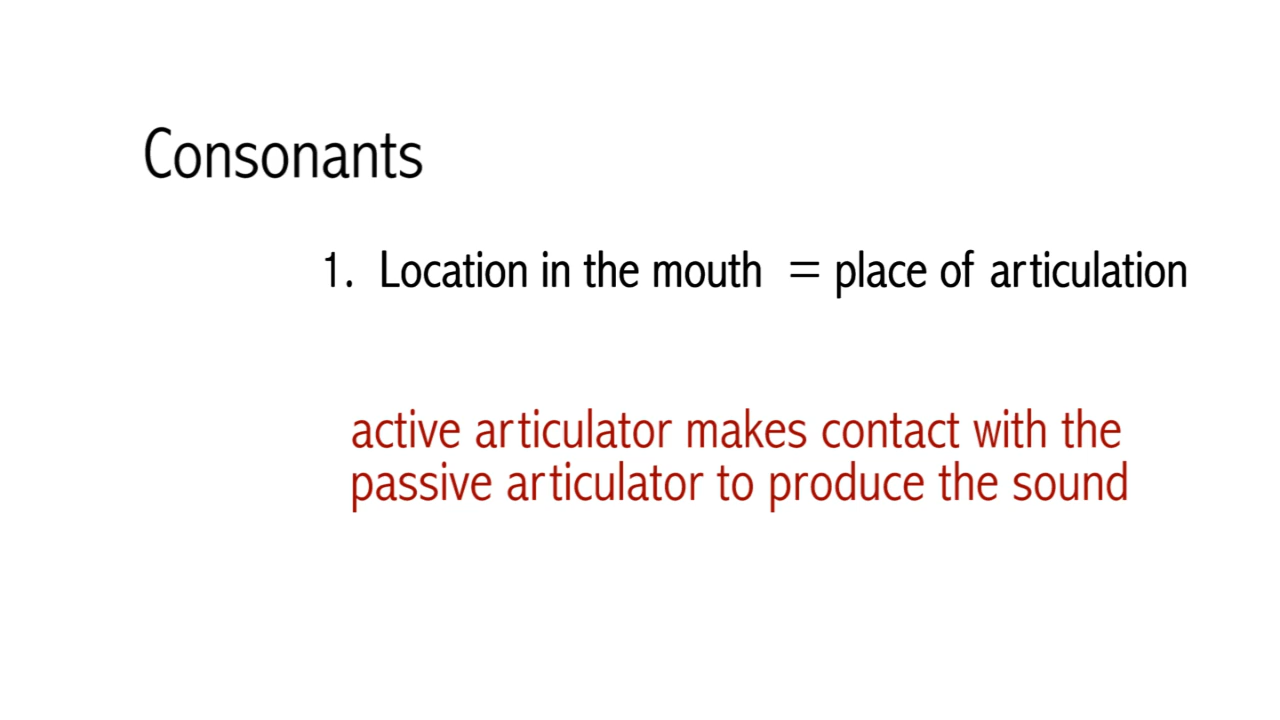 Consonants
1. Location in the mouth = place of articulation
active articulator makes contact with the
passive articulator to produce the sound